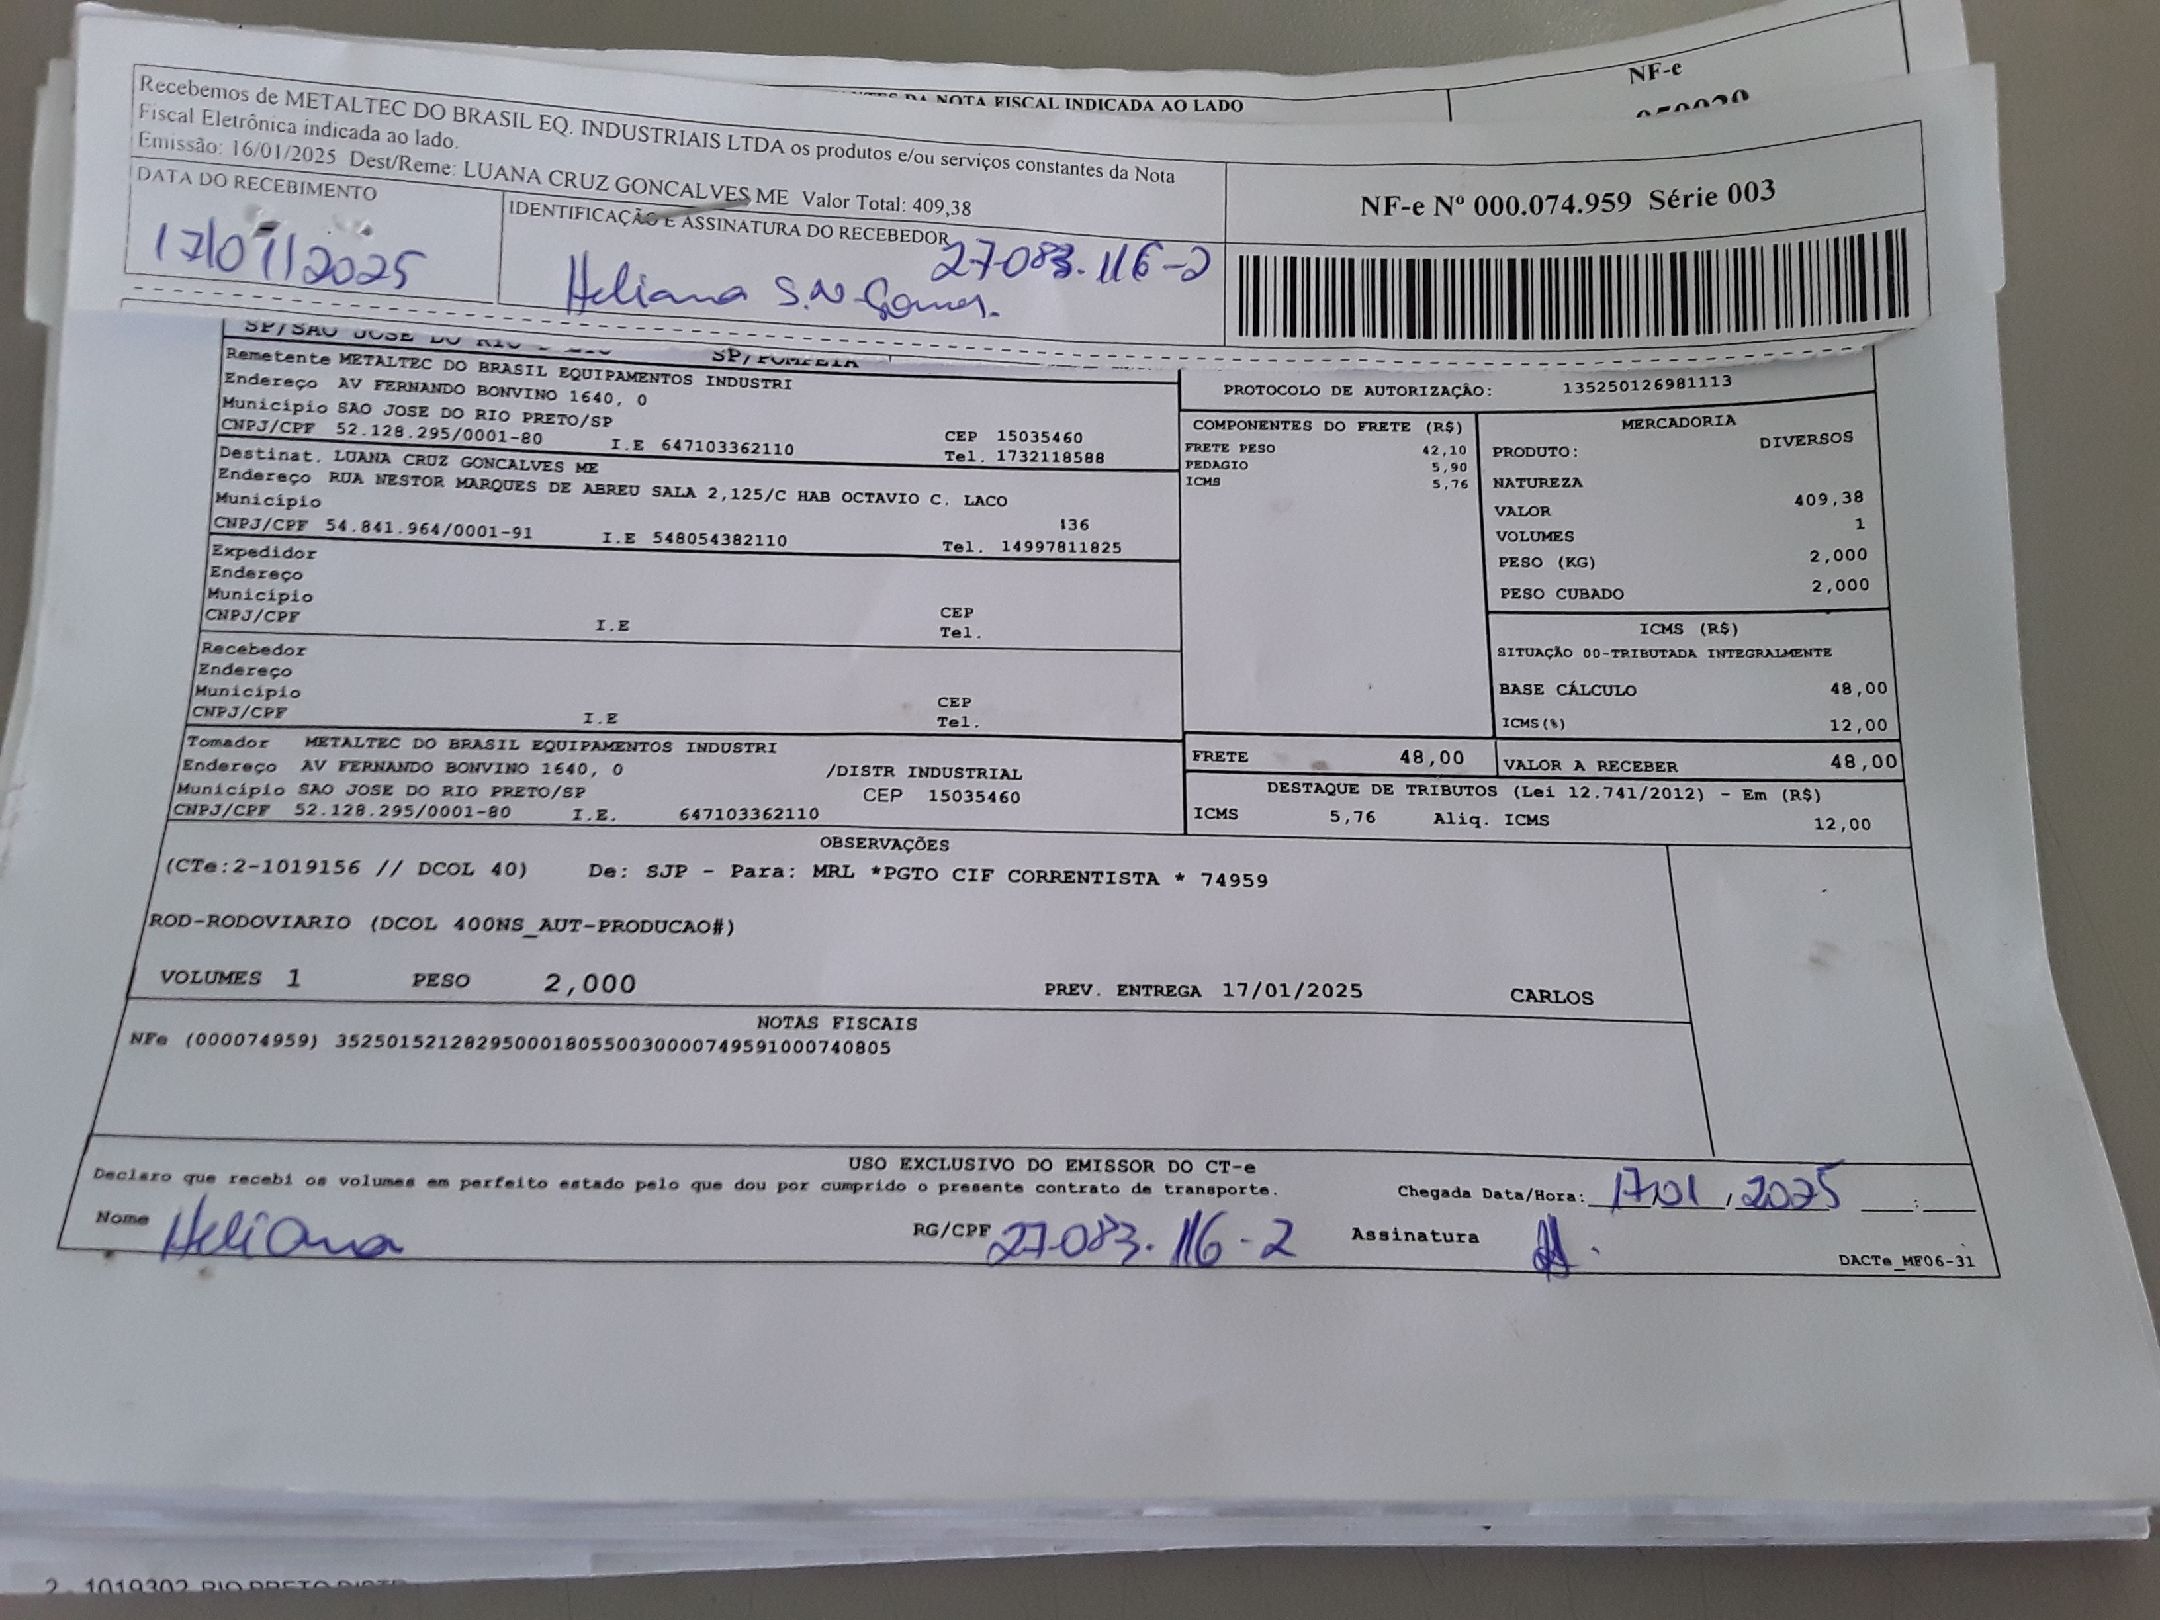 NF-e
DA NOTA FISCAL INDICADA AO LADO
Recebemos de METALTEC DO BRASIL EQ. INDUSTRIAIS LTDA os produtos e/ou serviços constantes da Nota
Fiscal Eletrônica indicada ao lado.
Emissão: 16/01/2025 Dest/Reme: LUANA CRUZ GONCALVES ME Valor Total: 409,38
NF-e Nº 000.074.959 Série 003
DATA DO RECEBIMENTO
IDENTIFICAÇÃO E ASSINATURA DO RECEBEDOR
17/01/2025
Heliana S.N. Gomes.
27083.116-2
SP/SAO JOSE DO RIO PRETO SP/POMPEIA
Remetente METALTEC DO BRASIL EQUIPAMENTOS INDUSTRI
Endereço AV FERNANDO BONVINO 1640, 0
Município SAO JOSE DO RIO PRETO/SP
CEP 15035460
CNPJ/CPF 52.128.295/0001-80 I.E 647103362110 Tel. 1732118588
Destinat. LUANA CRUZ GONCALVES ME
Endereço RUA NESTOR MARQUES DE ABREU SALA 2,125/C HAB OCTAVIO C. LACO
Município 136
CNPJ/CPF 54.841.964/0001-91 I.E 548054382110 Tel. 14997811825
Expedidor
Endereço
Município CEP
CNPJ/CPF I.E Tel.
Recebedor
Endereço
Município CEP
CNPJ/CPF I.E Tel.
Tomador METALTEC DO BRASIL EQUIPAMENTOS INDUSTRI
Endereço AV FERNANDO BONVINO 1640, 0 /DISTR INDUSTRIAL
Município SAO JOSE DO RIO PRETO/SP CEP 15035460
CNPJ/CPF 52.128.295/0001-80 I.E. 647103362110
PROTOCOLO DE AUTORIZAÇÃO: 135250126981113
COMPONENTES DO FRETE (R$)
FRETE PESO 42,10
PEDAGIO 5,90
ICMS 5,76
MERCADORIA
PRODUTO: DIVERSOS
NATUREZA
VALOR 409,38
VOLUMES 1
PESO (KG) 2,000
PESO CUBADO 2,000
ICMS (R$)
SITUAÇÃO 00-TRIBUTADA INTEGRALMENTE
BASE CÁLCULO 48,00
ICMS(%) 12,00
FRETE 48,00
VALOR A RECEBER 48,00
DESTAQUE DE TRIBUTOS (Lei 12.741/2012) - Em (R$)
ICMS 5,76 Aliq. ICMS 12,00
OBSERVAÇÕES
(CTe:2-1019156 // DCOL 40) De: SJP - Para: MRL *PGTO CIF CORRENTISTA * 74959
ROD-RODOVIARIO (DCOL 400NS_AUT-PRODUCAO#)
VOLUMES 1 PESO 2,000 PREV. ENTREGA 17/01/2025 CARLOS
NOTAS FISCAIS
NFe (000074959) 35250152128295000180550030000749591000740805
USO EXCLUSIVO DO EMISSOR DO CT-e
Declaro que recebi os volumes em perfeito estado pelo que dou por cumprido o presente contrato de transporte. Chegada Data/Hora: 17/01/2025 :
Nome Heliana RG/CPF 27083.116-2 Assinatura
DACTe_MF06-31
2 - 1019302 RIO PRETO